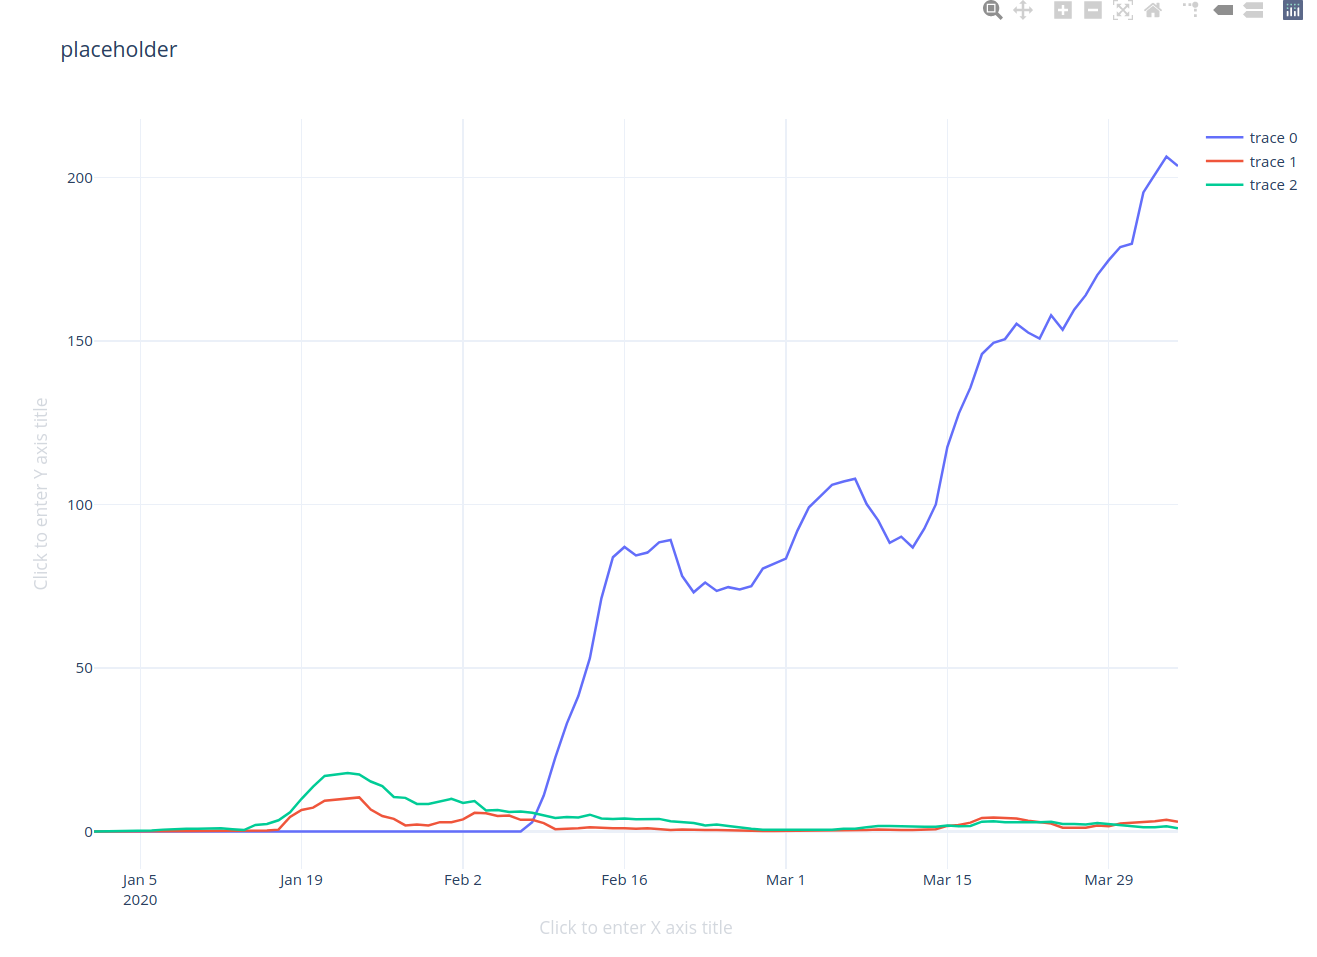 placeholder
trace 0
trace 1
trace 2
200
150
100
50
0
Click to enter Y axis title
Jan 5
2020
Jan 19
Feb 2
Feb 16
Mar 1
Mar 15
Mar 29
Click to enter X axis title